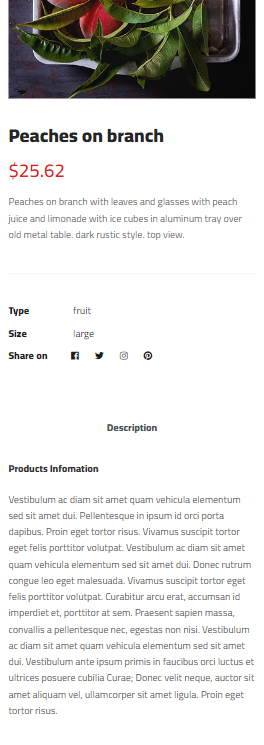 Peaches on branch
$25.62
Peaches on branch with leaves and glasses with peach
juice and limonade with ice cubes in aluminum tray over
old metal table. dark rustic style. top view.
Type fruit
Size large
Share on
Description
Products Infomation
Vestibulum ac diam sit amet quam vehicula elementum
sed sit amet dui. Pellentesque in ipsum id orci porta
dapibus. Proin eget tortor risus. Vivamus suscipit tortor
eget felis porttitor volutpat. Vestibulum ac diam sit amet
quam vehicula elementum sed sit amet dui. Donec rutrum
congue leo eget malesuada. Vivamus suscipit tortor eget
felis porttitor volutpat. Curabitur arcu erat, accumsan id
imperdiet et, porttitor at sem. Praesent sapien massa,
convallis a pellentesque nec, egestas non nisi. Vestibulum
ac diam sit amet quam vehicula elementum sed sit amet
dui. Vestibulum ante ipsum primis in faucibus orci luctus et
ultrices posuere cubilia Curae; Donec velit neque, auctor sit
amet aliquam vel, ullamcorper sit amet ligula. Proin eget
tortor risus.